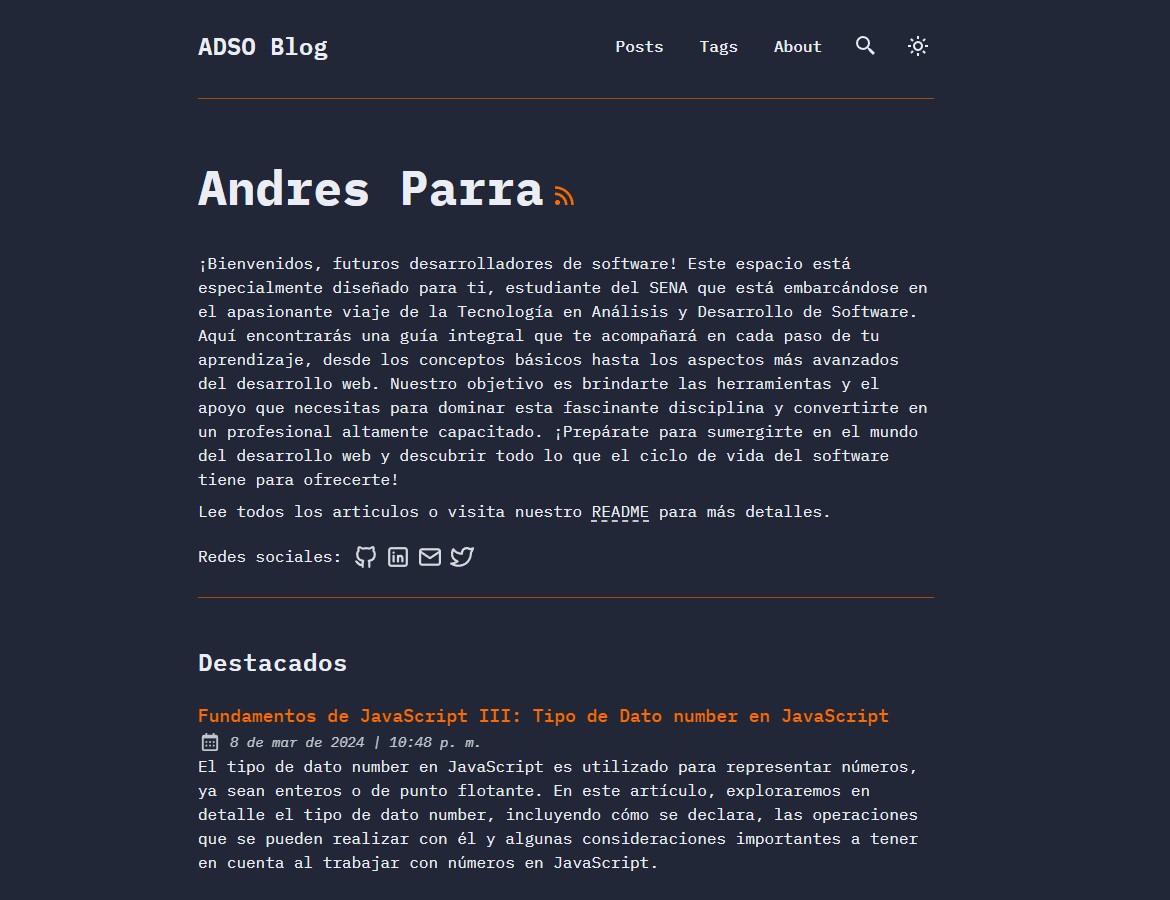 ADSO Blog
Posts Tags About
Andres Parra
¡Bienvenidos, futuros desarrolladores de software! Este espacio está
especialmente diseñado para ti, estudiante del SENA que está embarcándose en
el apasionante viaje de la Tecnología en Análisis y Desarrollo de Software.
Aquí encontrarás una guía integral que te acompañará en cada paso de tu
aprendizaje, desde los conceptos básicos hasta los aspectos más avanzados
del desarrollo web. Nuestro objetivo es brindarte las herramientas y el
apoyo que necesitas para dominar esta fascinante disciplina y convertirte en
un profesional altamente capacitado. ¡Prepárate para sumergirte en el mundo
del desarrollo web y descubrir todo lo que el ciclo de vida del software
tiene para ofrecerte!
Lee todos los articulos o visita nuestro README para más detalles.
Redes sociales:
Destacados
Fundamentos de JavaScript III: Tipo de Dato number en JavaScript
8 de mar de 2024 | 10:48 p. m.
El tipo de dato number en JavaScript es utilizado para representar números,
ya sean enteros o de punto flotante. En este artículo, exploraremos en
detalle el tipo de dato number, incluyendo cómo se declara, las operaciones
que se pueden realizar con él y algunas consideraciones importantes a tener
en cuenta al trabajar con números en JavaScript.